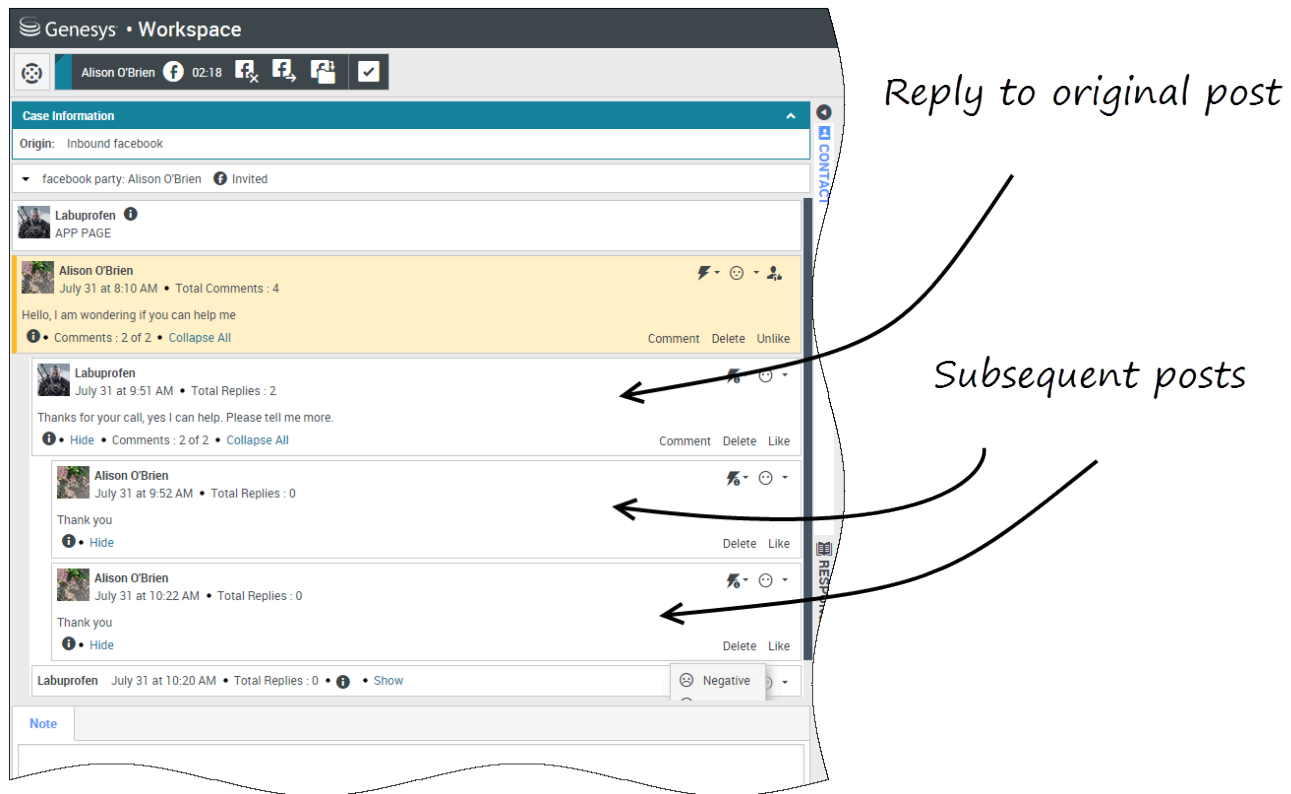 Genesys • Workspace
Alison O'Brien 02:18
Case Information
Origin: Inbound facebook
facebook party: Alison O'Brien Invited
Labuprofen
APP PAGE
Alison O'Brien
July 31 at 8:10 AM • Total Comments : 4
Hello, I am wondering if you can help me
• Comments : 2 of 2 • Collapse All Comment Delete Unlike
Labuprofen
July 31 at 9:51 AM • Total Replies : 2
Thanks for your call, yes I can help. Please tell me more.
• Hide • Comments : 2 of 2 • Collapse All Comment Delete Like
Alison O'Brien
July 31 at 9:52 AM • Total Replies : 0
Thank you
• Hide Delete Like
Alison O'Brien
July 31 at 10:22 AM • Total Replies : 0
Thank you
• Hide Delete Like
Labuprofen July 31 at 10:20 AM • Total Replies : 0 • • Show
Negative
Note
CONTACT
Reply to original post
Subsequent posts